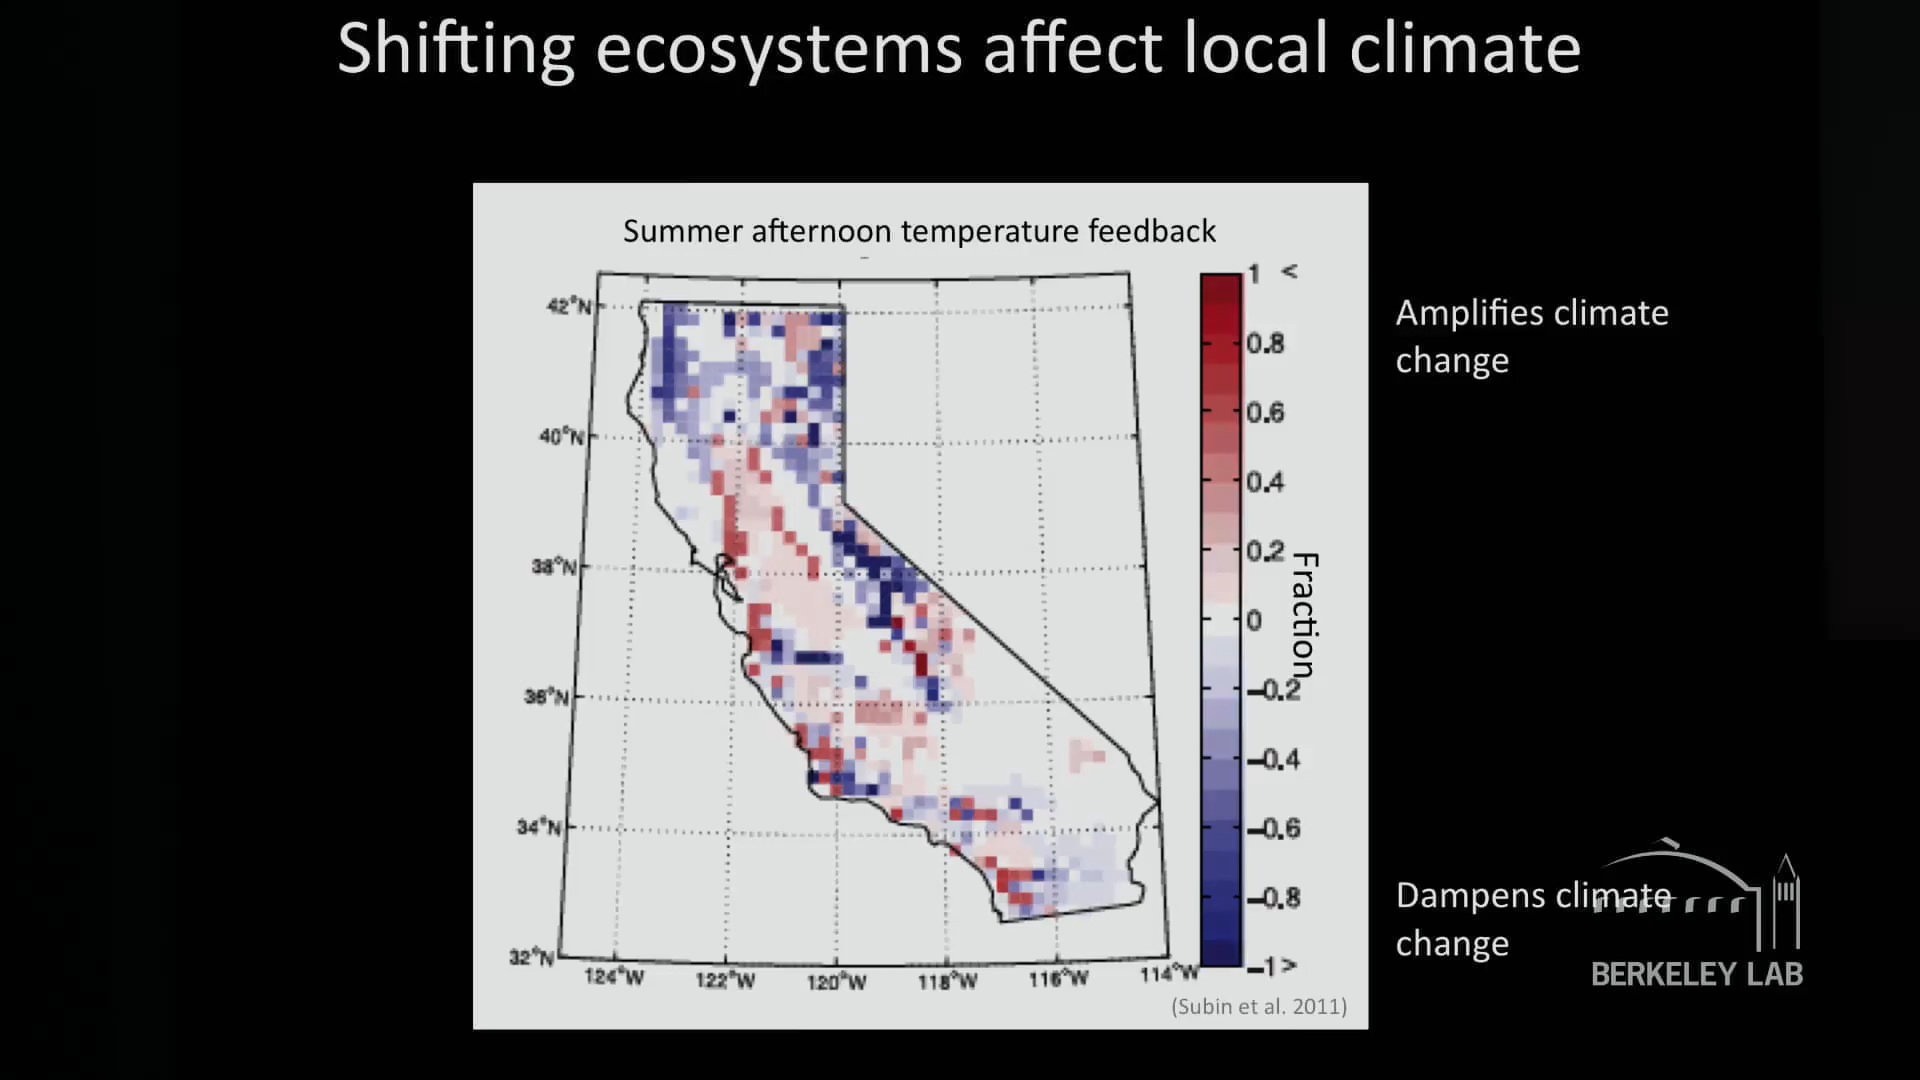 Shifting ecosystems affect local climate
Summer afternoon temperature feedback
42°N
40°N
38°N
36°N
34°N
32°N
124°W 122°W 120°W 118°W 116°W 114°W
1 <
0.8
0.6
0.4
0.2
0
-0.2
-0.4
-0.6
-0.8
-1 >
Fraction
(Subin et al. 2011)
Amplifies climate
change
Dampens climate
change
BERKELEY LAB